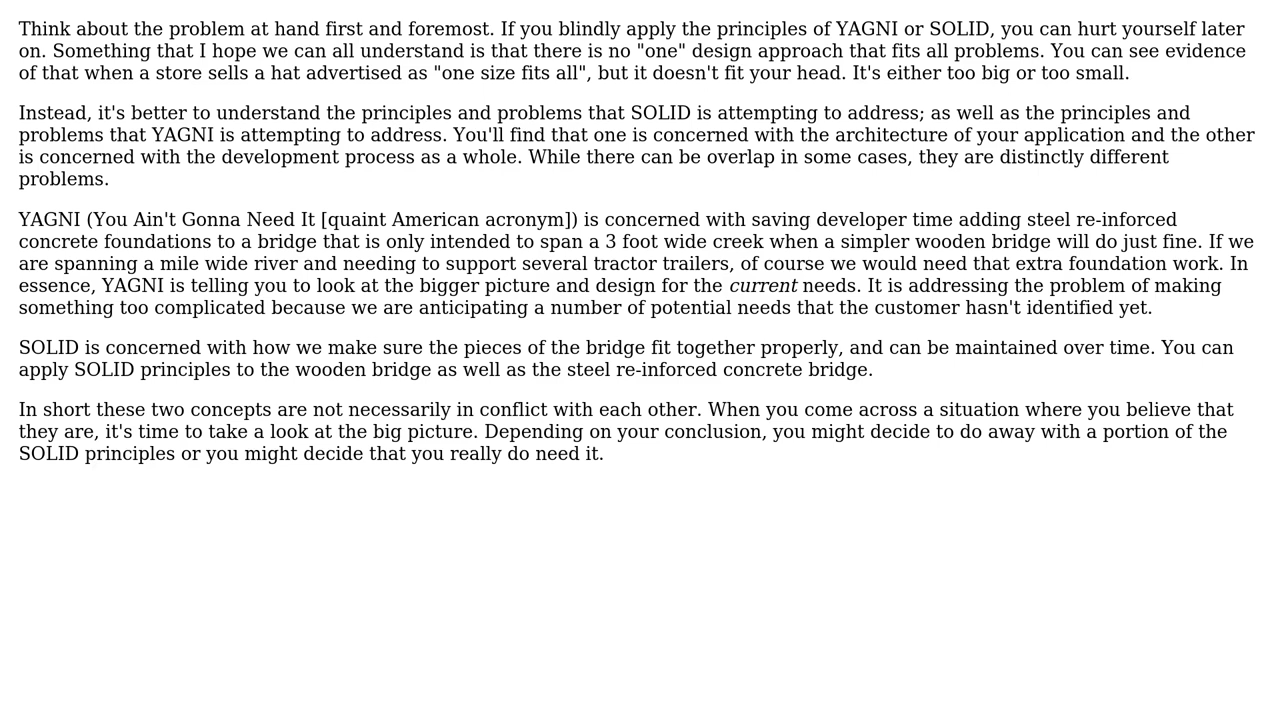 Think about the problem at hand first and foremost. If you blindly apply the principles of YAGNI or SOLID, you can hurt yourself later
on. Something that I hope we can all understand is that there is no "one" design approach that fits all problems. You can see evidence
of that when a store sells a hat advertised as "one size fits all", but it doesn't fit your head. It's either too big or too small.
Instead, it's better to understand the principles and problems that SOLID is attempting to address; as well as the principles and
problems that YAGNI is attempting to address. You'll find that one is concerned with the architecture of your application and the other
is concerned with the development process as a whole. While there can be overlap in some cases, they are distinctly different
problems.
YAGNI (You Ain't Gonna Need It [quaint American acronym]) is concerned with saving developer time adding steel re-inforced
concrete foundations to a bridge that is only intended to span a 3 foot wide creek when a simpler wooden bridge will do just fine. If we
are spanning a mile wide river and needing to support several tractor trailers, of course we would need that extra foundation work. In
essence, YAGNI is telling you to look at the bigger picture and design for the current needs. It is addressing the problem of making
something too complicated because we are anticipating a number of potential needs that the customer hasn't identified yet.
SOLID is concerned with how we make sure the pieces of the bridge fit together properly, and can be maintained over time. You can
apply SOLID principles to the wooden bridge as well as the steel re-inforced concrete bridge.
In short these two concepts are not necessarily in conflict with each other. When you come across a situation where you believe that
they are, it's time to take a look at the big picture. Depending on your conclusion, you might decide to do away with a portion of the
SOLID principles or you might decide that you really do need it.